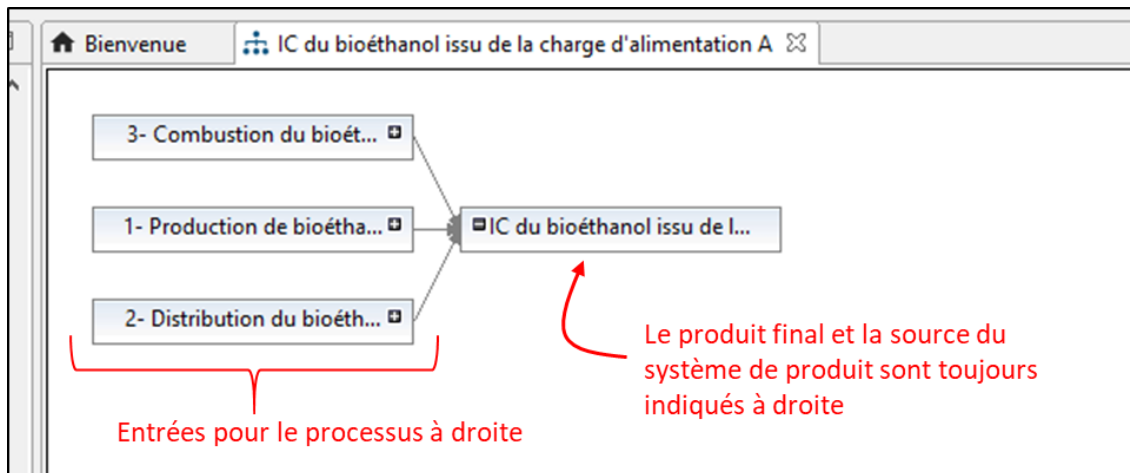 Bienvenue
IC du bioéthanol issu de la charge d'alimentation A
3- Combustion du bioét...
1- Production de bioétha...
IC du bioéthanol issu de l...
2- Distribution du bioéth...
Le produit final et la source du
système de produit sont toujours
indiqués à droite
Entrées pour le processus à droite